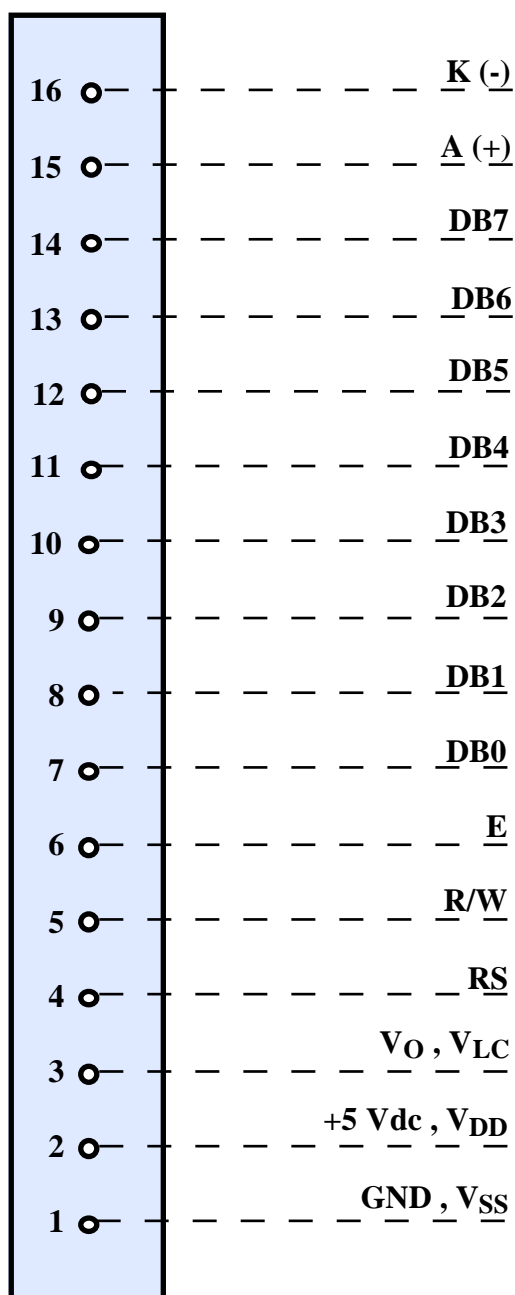 16 K (-)
15 A (+)
14 DB7
13 DB6
12 DB5
11 DB4
10 DB3
9 DB2
8 DB1
7 DB0
6 E
5 R/W
4 RS
3 VO , VLC
2 +5 Vdc , VDD
1 GND , VSS